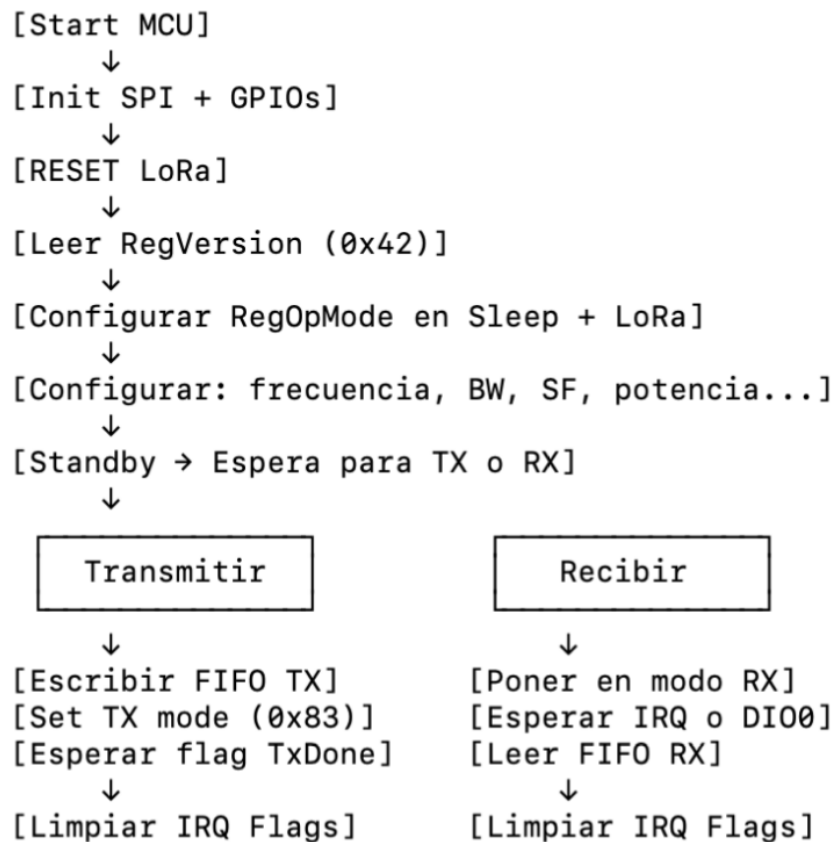 [Start MCU]
↓
[Init SPI + GPIOs]
↓
[RESET LoRa]
↓
[Leer RegVersion (0x42)]
↓
[Configurar RegOpMode en Sleep + LoRa]
↓
[Configurar: frecuencia, BW, SF, potencia...]
↓
[Standby → Espera para TX o RX]
↓
Transmitir Recibir
↓ ↓
[Escribir FIFO TX] [Poner en modo RX]
[Set TX mode (0x83)] [Esperar IRQ o DIO0]
[Esperar flag TxDone] [Leer FIFO RX]
↓ ↓
[Limpiar IRQ Flags] [Limpiar IRQ Flags]